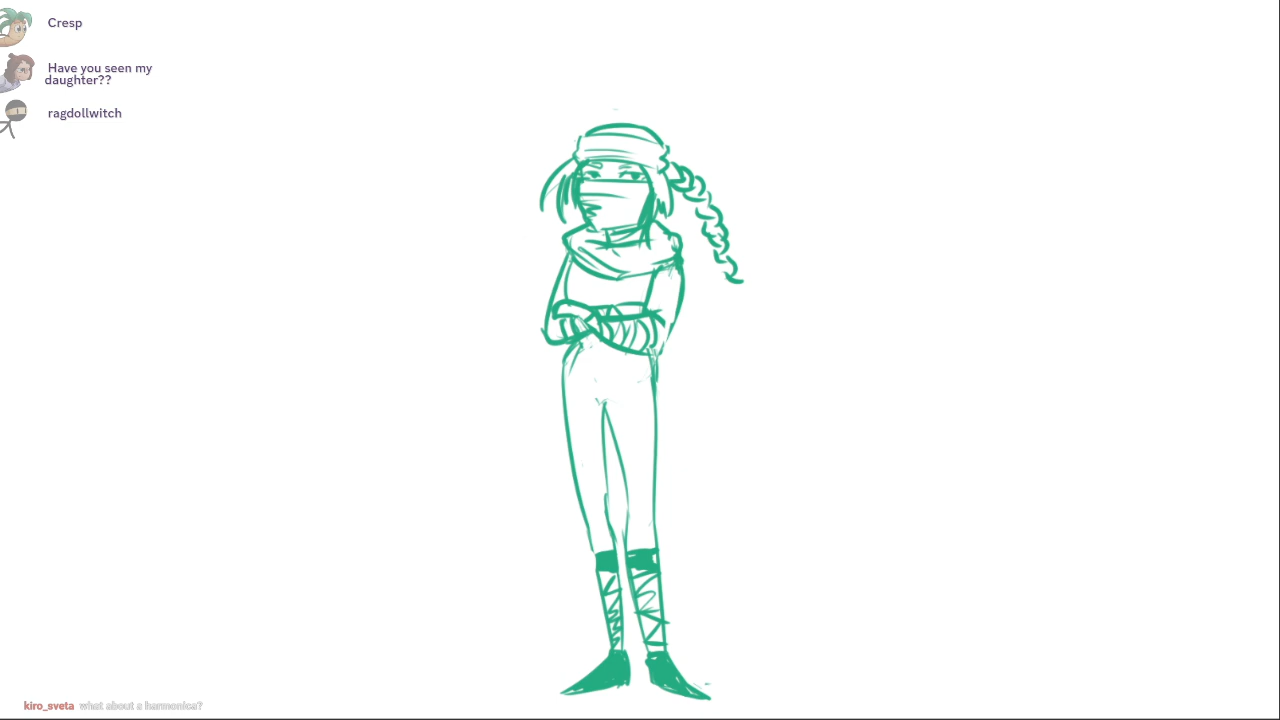 Cresp
Have you seen my
daughter??
ragdollwitch
kiro_sveta what about a harmonica?